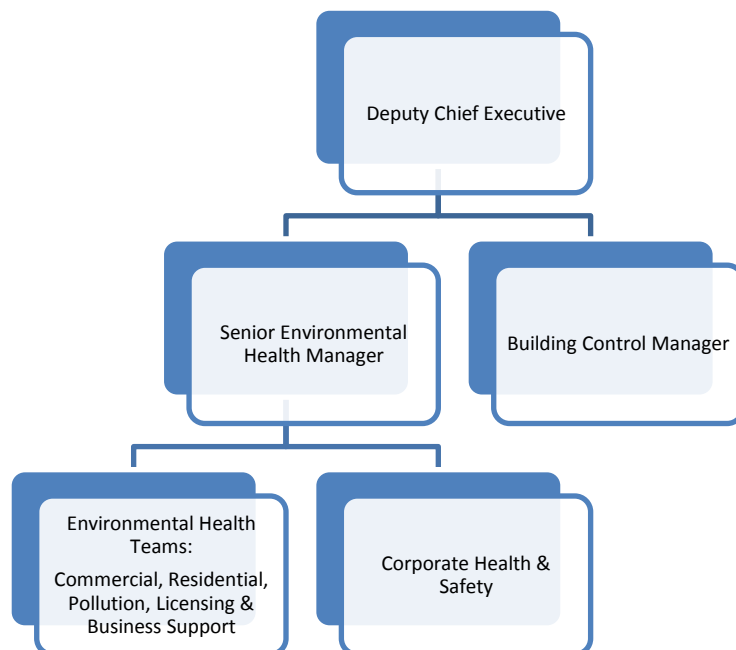 Deputy Chief Executive
Senior Environmental
Health Manager
Building Control Manager
Environmental Health
Teams:
Commercial, Residential,
Pollution, Licensing &
Business Support
Corporate Health &
Safety